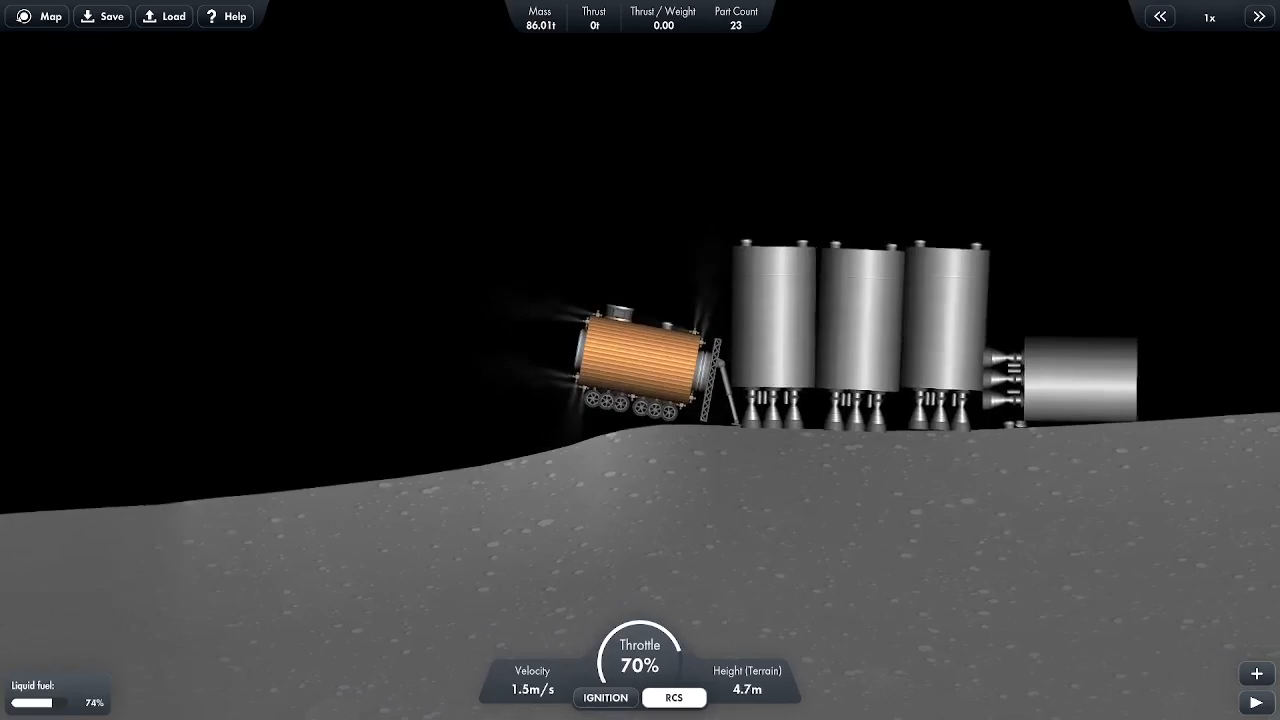 Map
Save
Load
Help
Mass
86.01t
Thrust
0t
Thrust / Weight
0.00
Part Count
23
1x
Throttle
70%
Velocity
1.5m/s
Height (Terrain)
4.7m
IGNITION
RCS
Liquid fuel:
74%